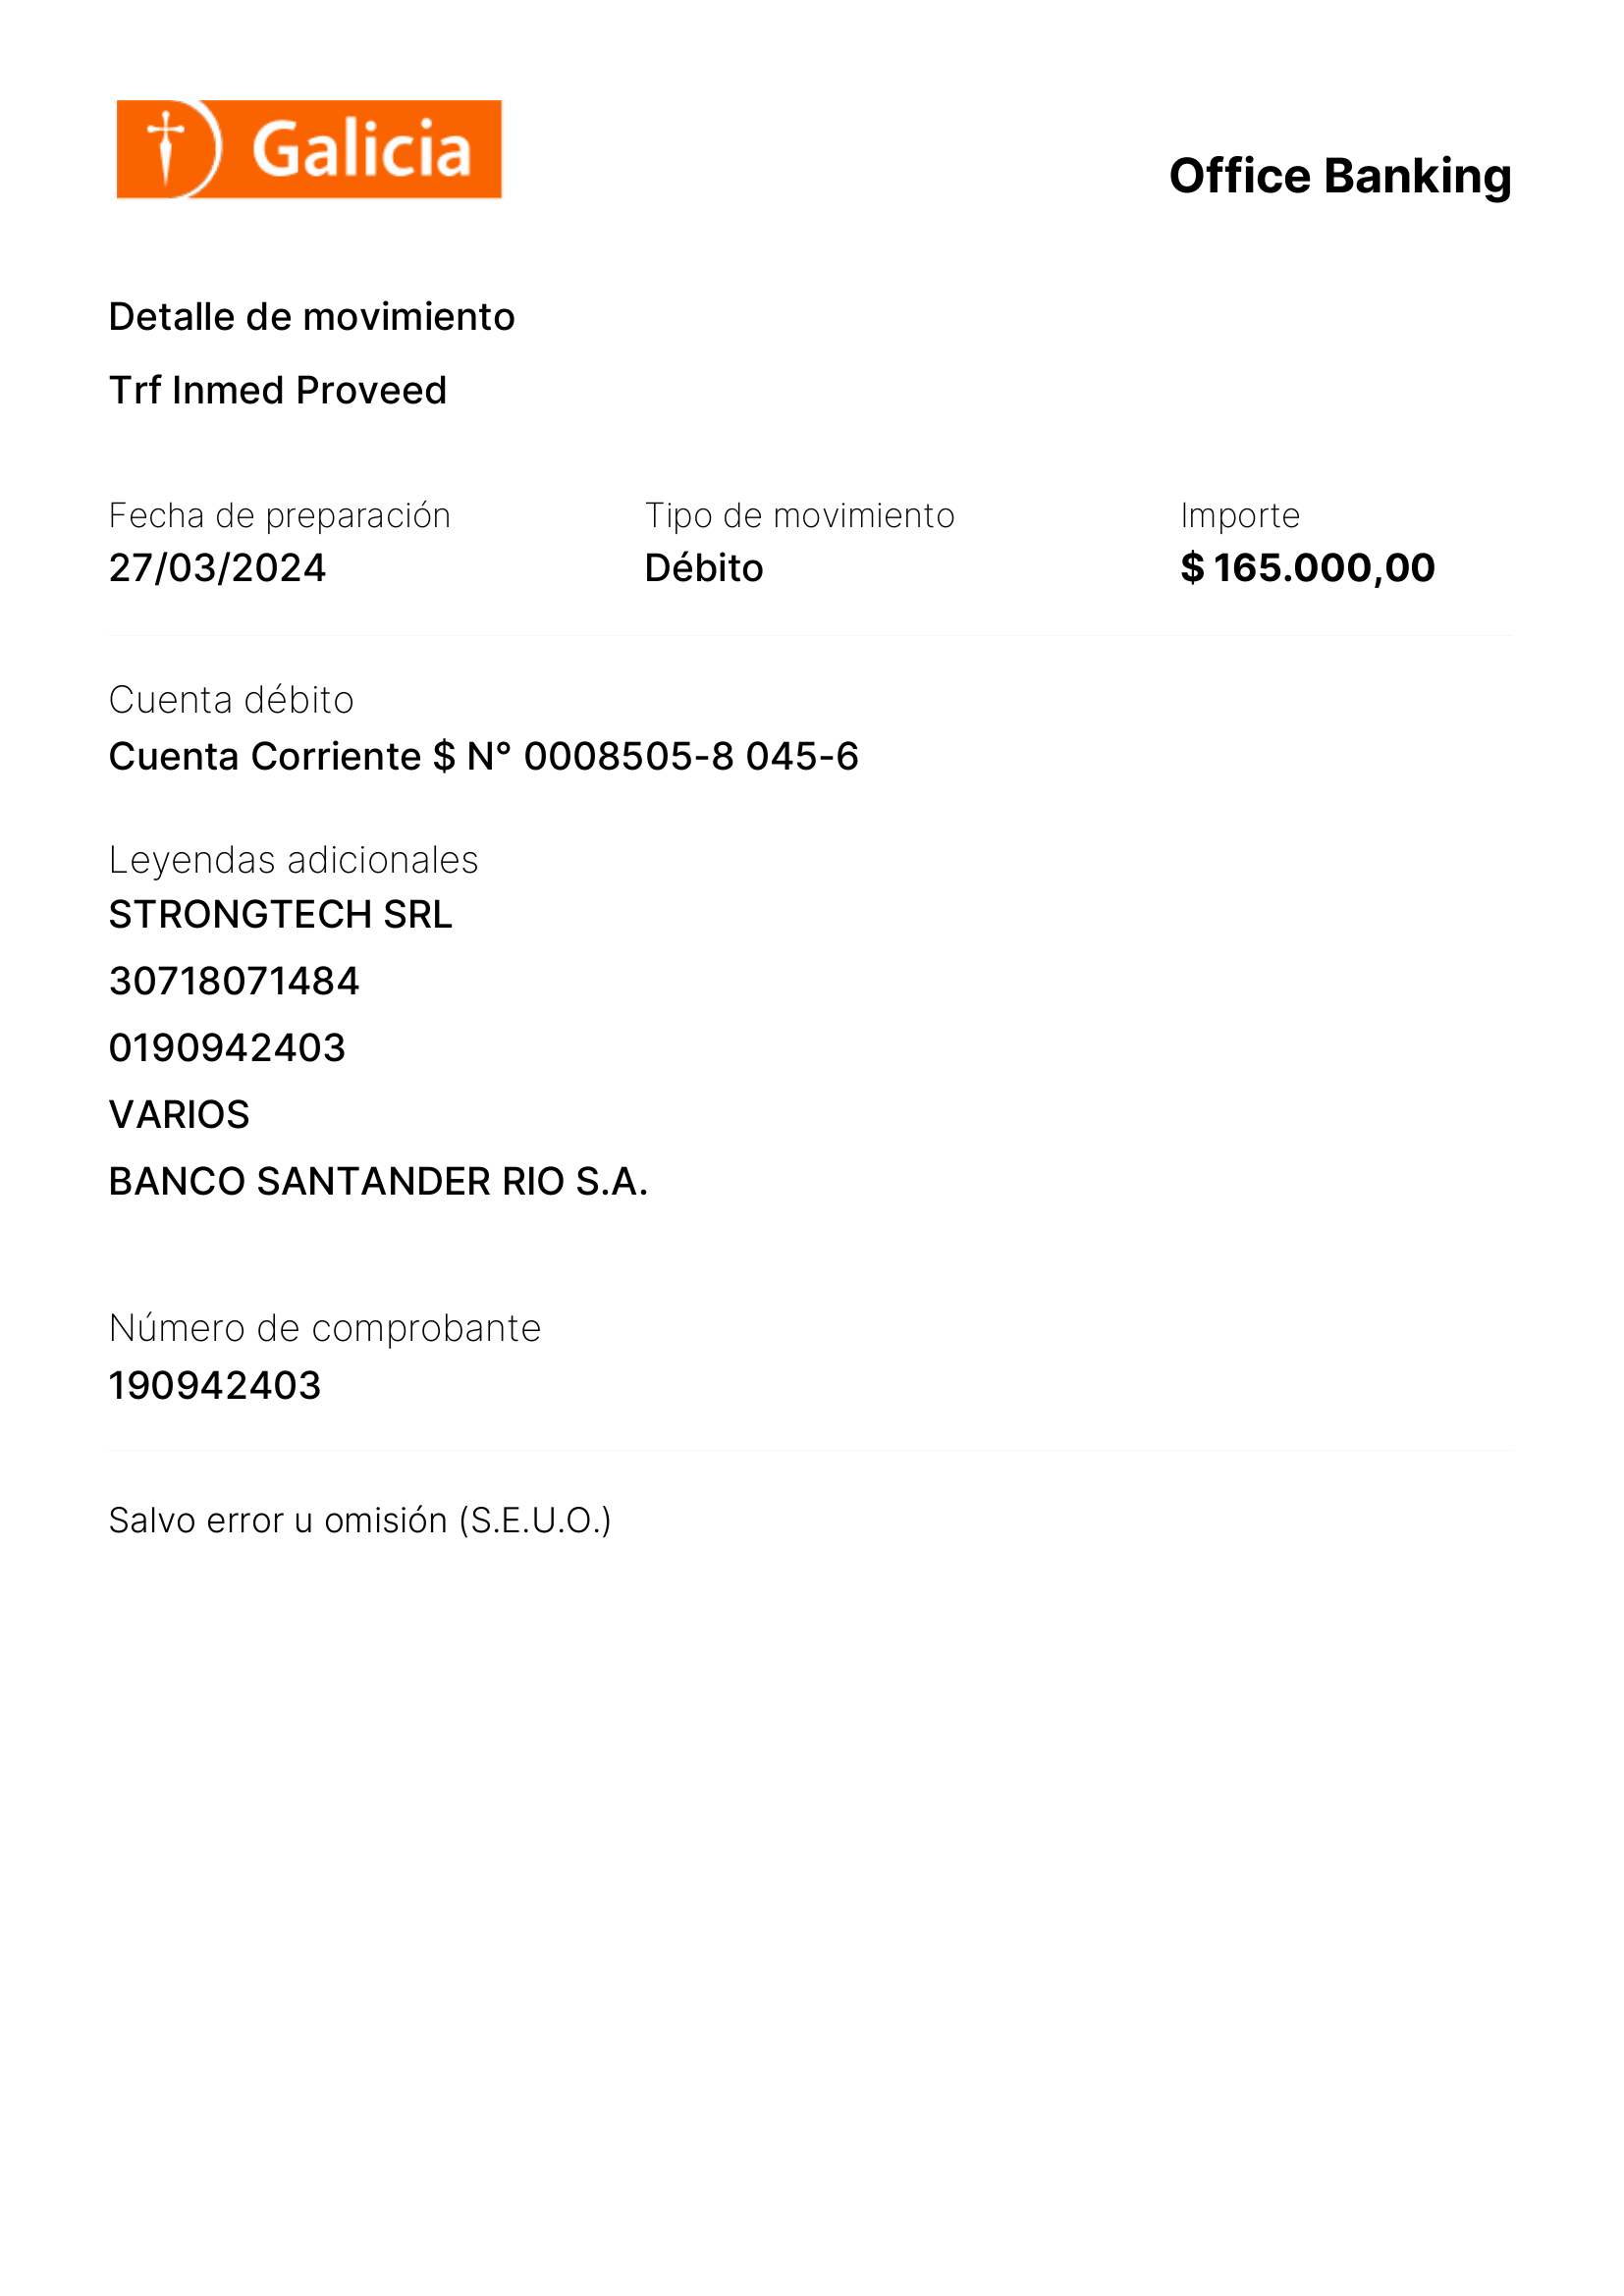 Galicia
Office Banking
Detalle de movimiento
Trf Inmed Proveed
Fecha de preparación Tipo de movimiento Importe
27/03/2024 Débito $ 165.000,00
Cuenta débito
Cuenta Corriente $ N° 0008505-8 045-6
Leyendas adicionales
STRONGTECH SRL
30718071484
0190942403
VARIOS
BANCO SANTANDER RIO S.A.
Número de comprobante
190942403
Salvo error u omisión (S.E.U.O.)